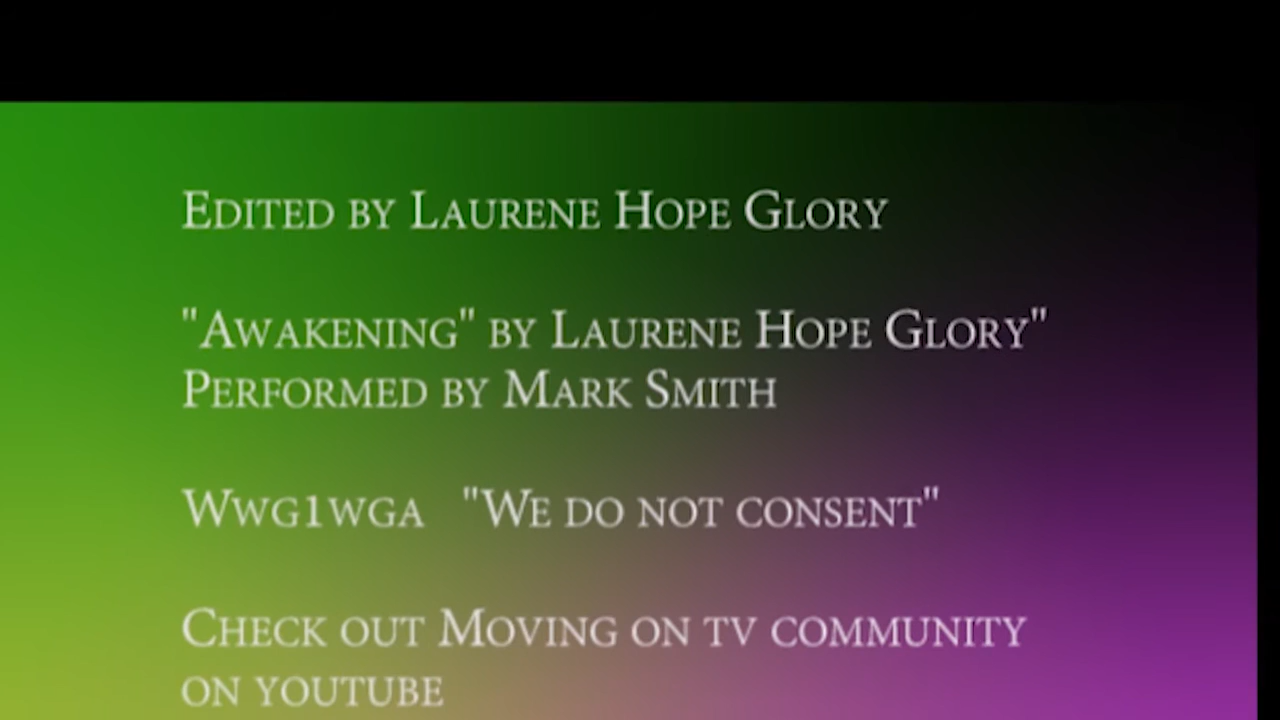 Edited by Laurene Hope Glory
"Awakening" by Laurene Hope Glory"
Performed by Mark Smith
Wwg1wga "We do not consent"
Check out Moving on tv community
on youtube